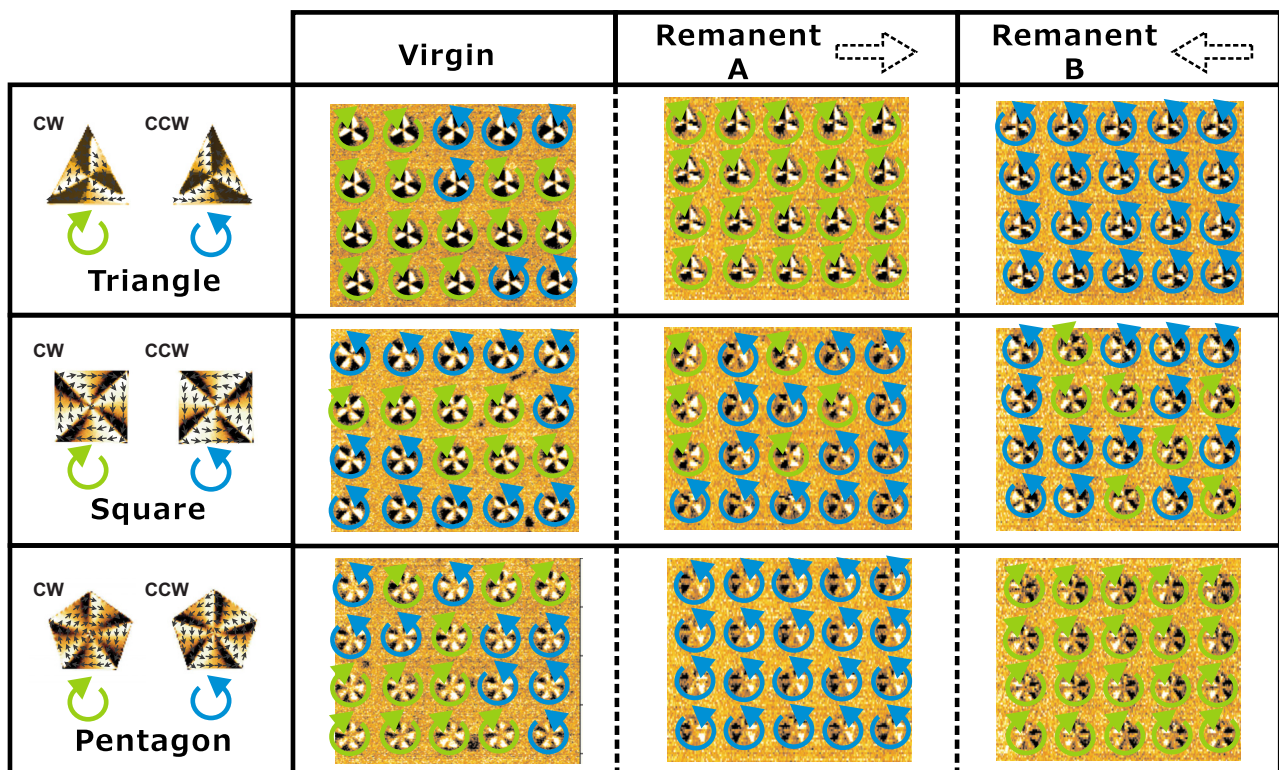 Virgin
Remanent
A
Remanent
B
CW
CCW
Triangle
CW
CCW
Square
CW
CCW
Pentagon